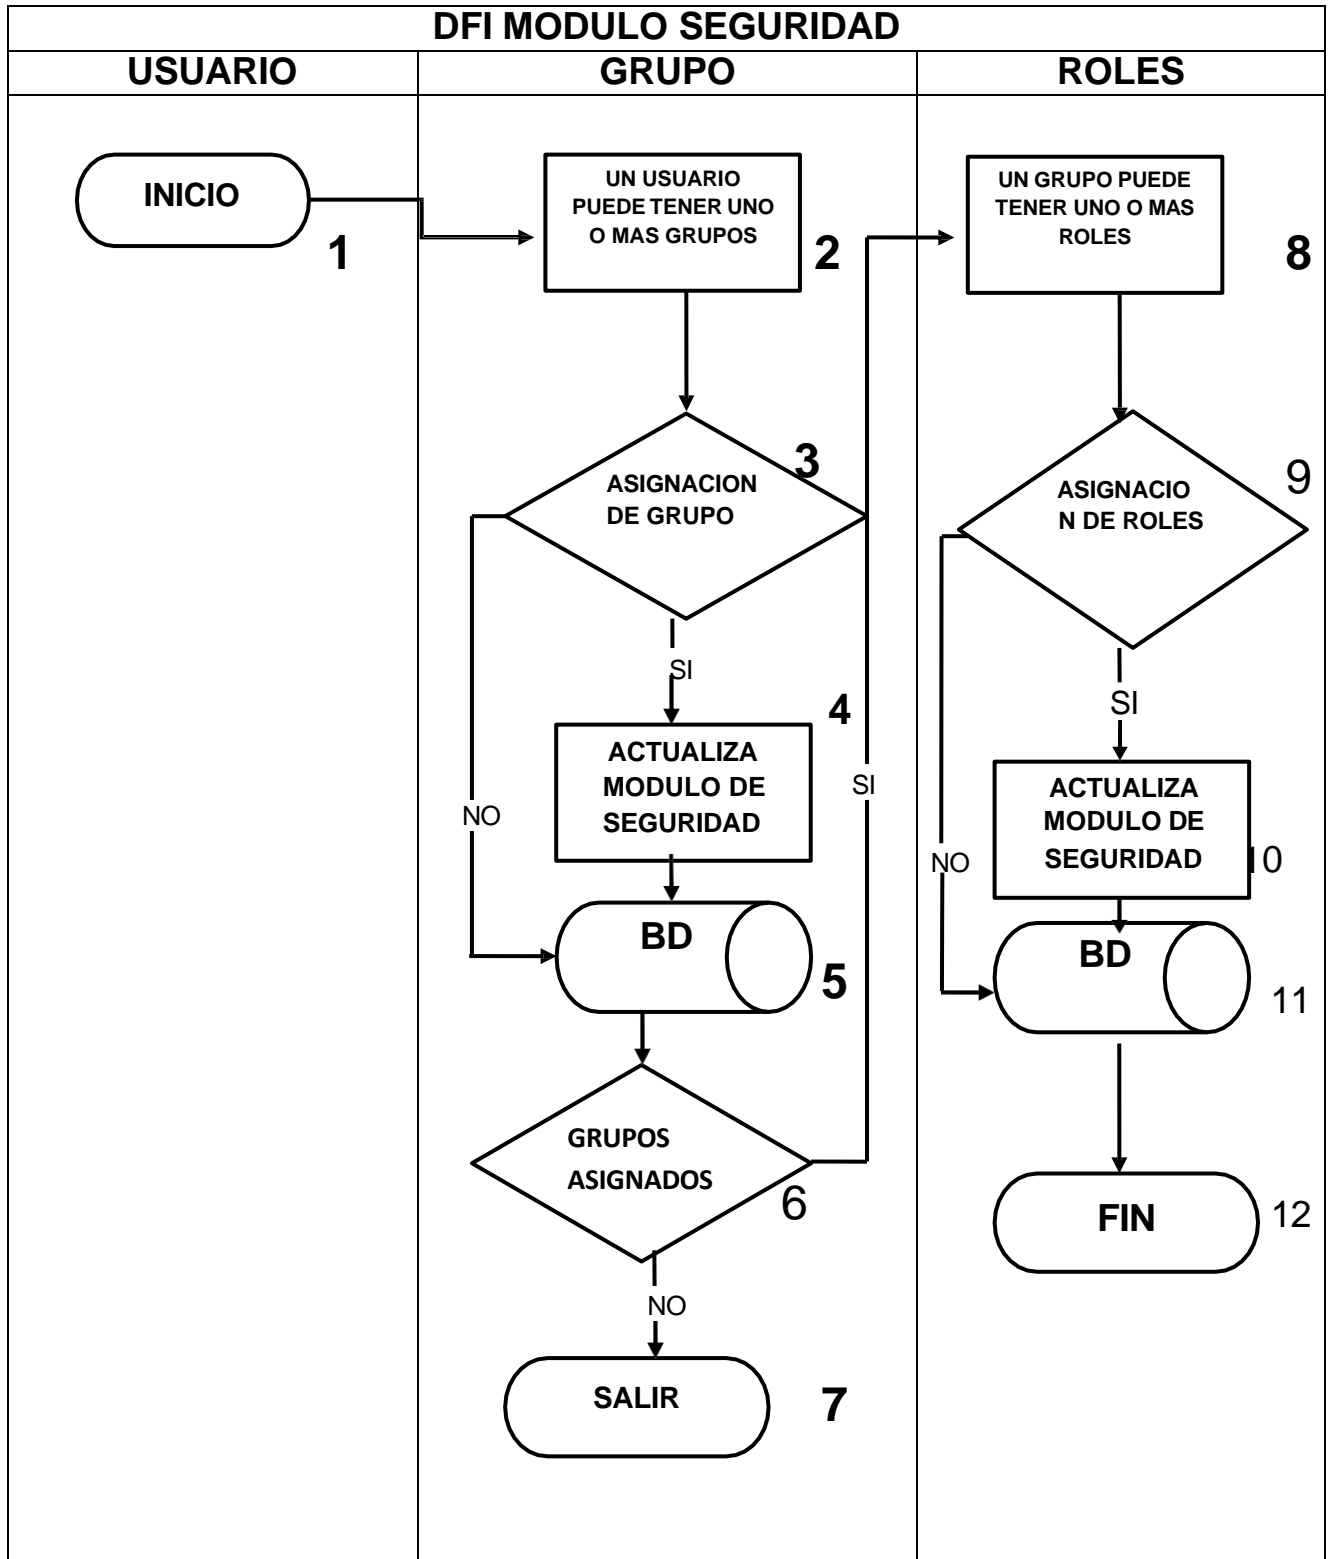 DFI MODULO SEGURIDAD
USUARIO
GRUPO
ROLES
INICIO
1
UN USUARIO
PUEDE TENER UNO
O MAS GRUPOS
2
3
ASIGNACION
DE GRUPO
SI
NO
4
ACTUALIZA
MODULO DE
SEGURIDAD
SI
BD
5
GRUPOS
ASIGNADOS
6
NO
SALIR
7
UN GRUPO PUEDE
TENER UNO O MAS
ROLES
8
9
ASIGNACIO
N DE ROLES
SI
NO
ACTUALIZA
MODULO DE
SEGURIDAD
10
BD
11
FIN
12